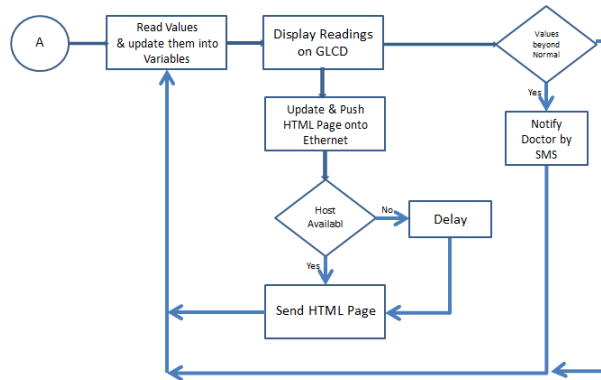 A
Read Values
& update them into
Variables
Display Readings
on GLCD
Values
beyond
Normal
Yes
Update & Push
HTML Page onto
Ethernet
Notify
Doctor by
SMS
Host
Availabl
No
Delay
Yes
Send HTML Page